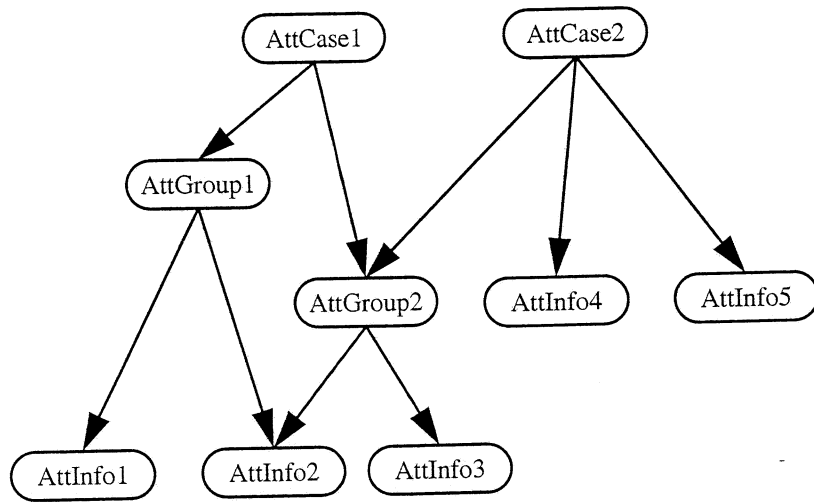 AttCase1
AttCase2
AttGroup1
AttGroup2
AttInfo4
AttInfo5
AttInfo1
AttInfo2
AttInfo3